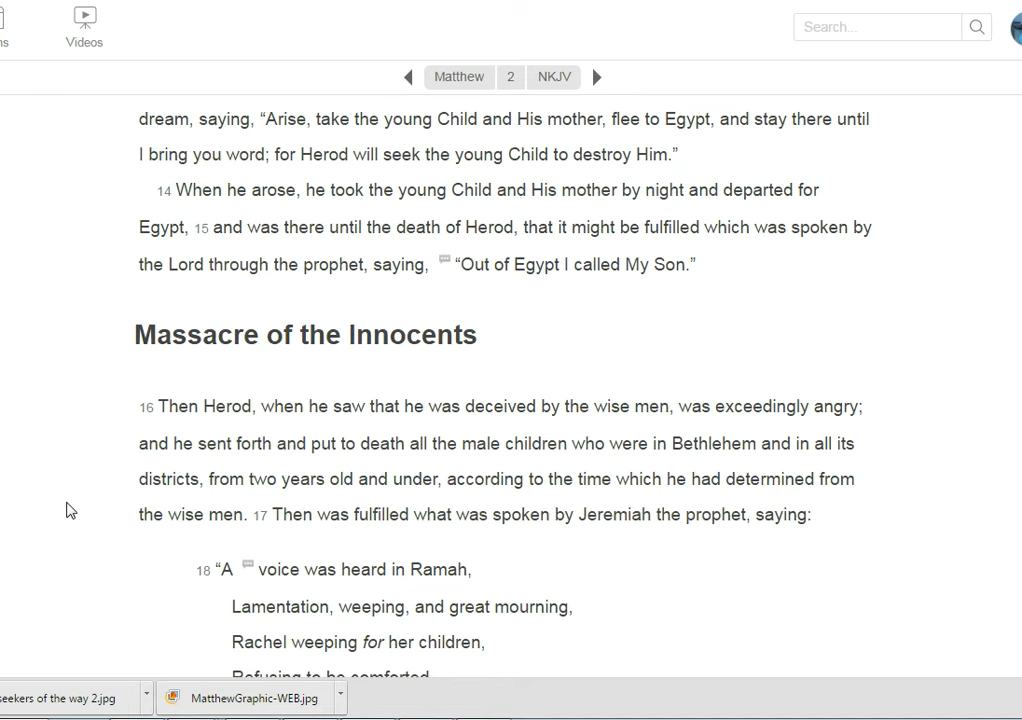 ns
Videos
Search...
Matthew 2 NKJV
dream, saying, “Arise, take the young Child and His mother, flee to Egypt, and stay there until
I bring you word; for Herod will seek the young Child to destroy Him.”
14 When he arose, he took the young Child and His mother by night and departed for
Egypt, 15 and was there until the death of Herod, that it might be fulfilled which was spoken by
the Lord through the prophet, saying, “Out of Egypt I called My Son.”
Massacre of the Innocents
16 Then Herod, when he saw that he was deceived by the wise men, was exceedingly angry;
and he sent forth and put to death all the male children who were in Bethlehem and in all its
districts, from two years old and under, according to the time which he had determined from
the wise men. 17 Then was fulfilled what was spoken by Jeremiah the prophet, saying:
18 “A voice was heard in Ramah,
Lamentation, weeping, and great mourning,
Rachel weeping for her children,
Refusing to be comforted
seekers of the way 2.jpg
MatthewGraphic-WEB.jpg